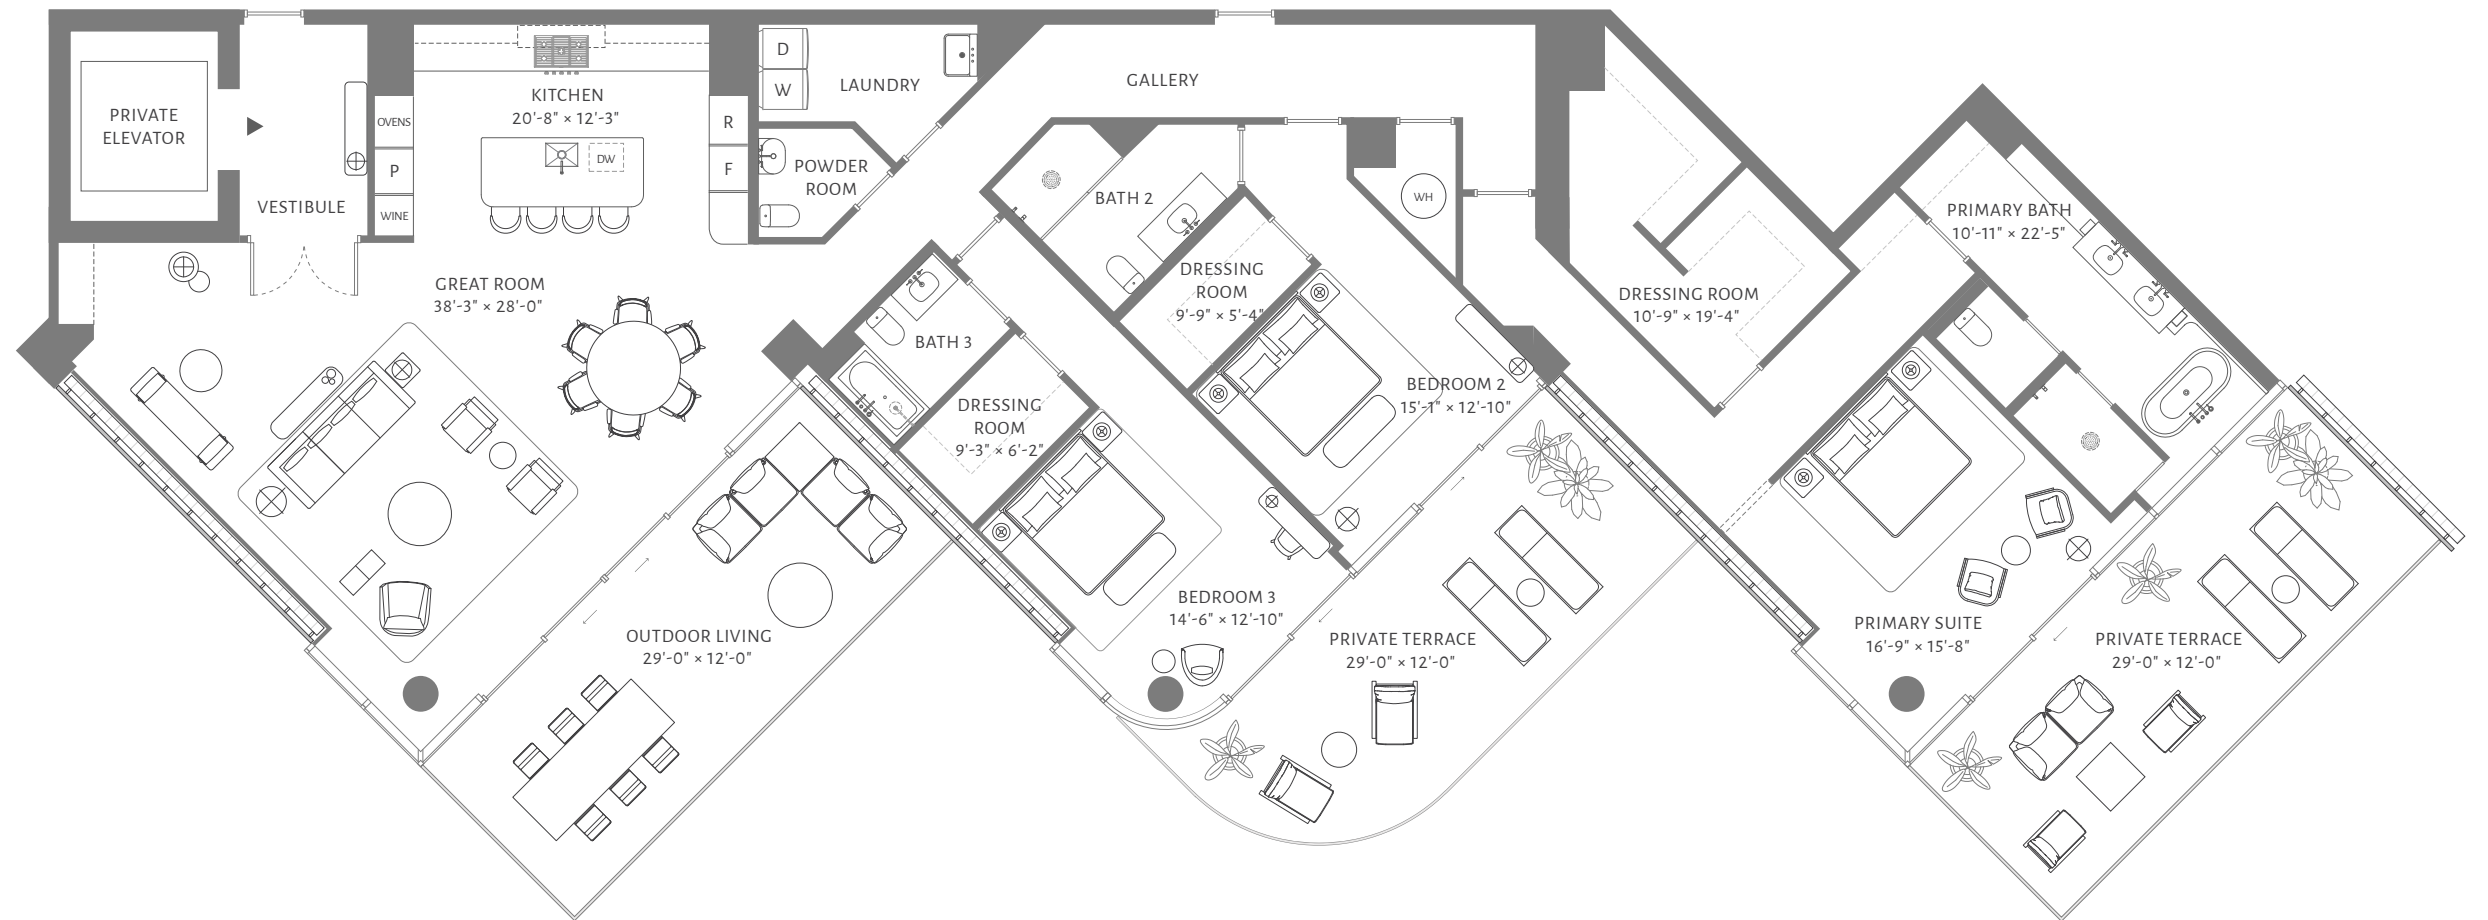 PRIVATE
ELEVATOR
VESTIBULE
OVENS
P
WINE
KITCHEN
20'-8" × 12'-3"
DW
R
F
D
W
LAUNDRY
POWDER
ROOM
GALLERY
GREAT ROOM
38'-3" × 28'-0"
OUTDOOR LIVING
29'-0" × 12'-0"
BATH 3
DRESSING
ROOM
9'-3" × 6'-2"
BEDROOM 3
14'-6" × 12'-10"
BATH 2
DRESSING
ROOM
9'-9" × 5'-4"
WH
BEDROOM 2
15'-1" × 12'-10"
PRIVATE TERRACE
29'-0" × 12'-0"
DRESSING ROOM
10'-9" × 19'-4"
PRIMARY BATH
10'-11" × 22'-5"
PRIMARY SUITE
16'-9" × 15'-8"
PRIVATE TERRACE
29'-0" × 12'-0"